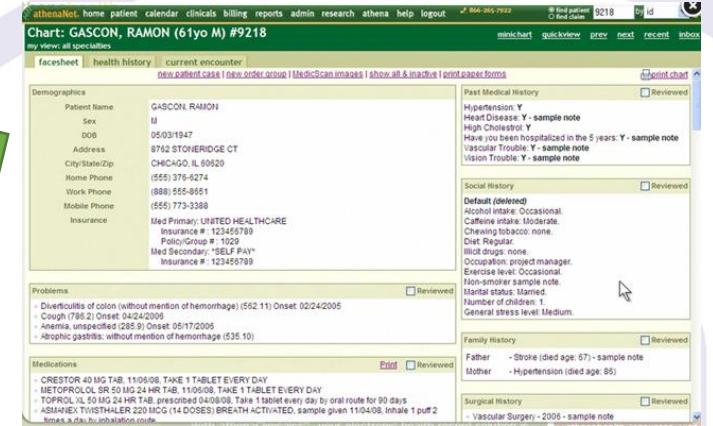 athenaNet. home patient calendar clinicals billing reports admin research athena help logout
866-265-7922
find patient
find claim
9218
by id
Chart: GASCON, RAMON (61yo M) #9218
my view: all specialties
minichart quickview prev next recent inbox
facesheet health history current encounter
new patient case | new order group | MedicScan images | show all & inactive | print paper forms
print chart
Demographics
Patient Name GASCON, RAMON
Sex M
DOB 05/03/1947
Address 8762 STONERIDGE CT
City/State/Zip CHICAGO, IL 60620
Home Phone (555) 376-6274
Work Phone (888) 555-8651
Mobile Phone (555) 773-3388
Insurance Med Primary: UNITED HEALTHCARE
Insurance #: 123456789
Policy/Group #: 1029
Med Secondary: *SELF PAY*
Insurance #: 123456789
Problems Reviewed
Diverticulitis of colon (without mention of hemorrhage) (562.11) Onset: 02/24/2005
Cough (786.2) Onset: 04/24/2006
Anemia, unspecified (285.9) Onset: 05/17/2006
Atrophic gastritis; without mention of hemorrhage (535.10)
Medications Print Reviewed
CRESTOR 40 MG TAB, 11/06/08, TAKE 1 TABLET EVERY DAY
METOPROLOL SR 50 MG 24 HR TAB, 11/06/08, TAKE 1 TABLET EVERY DAY
TOPROL XL 50 MG 24 HR TAB, prescribed 04/08/08, Take 1 tablet every day by oral route for 90 days
ASMANEX TWISTHALER 220 MCG (14 DOSES) BREATH ACTIVATED, sample given 11/04/08, Inhale 1 puff 2
times a day by inhalation route
Past Medical History Reviewed
Hypertension: Y
Heart Disease: Y - sample note
High Cholestrol: Y
Have you been hospitalized in the 5 years: Y - sample note
Vascular Trouble: Y - sample note
Vision Trouble: Y - sample note
Social History Reviewed
Default (deleted)
Alcohol intake: Occasional.
Caffeine intake: Moderate.
Chewing tobacco: none.
Diet: Regular.
Illicit drugs: none.
Occupation: project manager.
Exercise level: Occasional.
Non-smoker sample note.
Marital status: Married.
Number of children: 1.
General stress level: Medium.
Family History Reviewed
Father - Stroke (died age: 67) - sample note
Mother - Hypertension (died age: 86)
Surgical History Reviewed
Vascular Surgery - 2006 - sample note